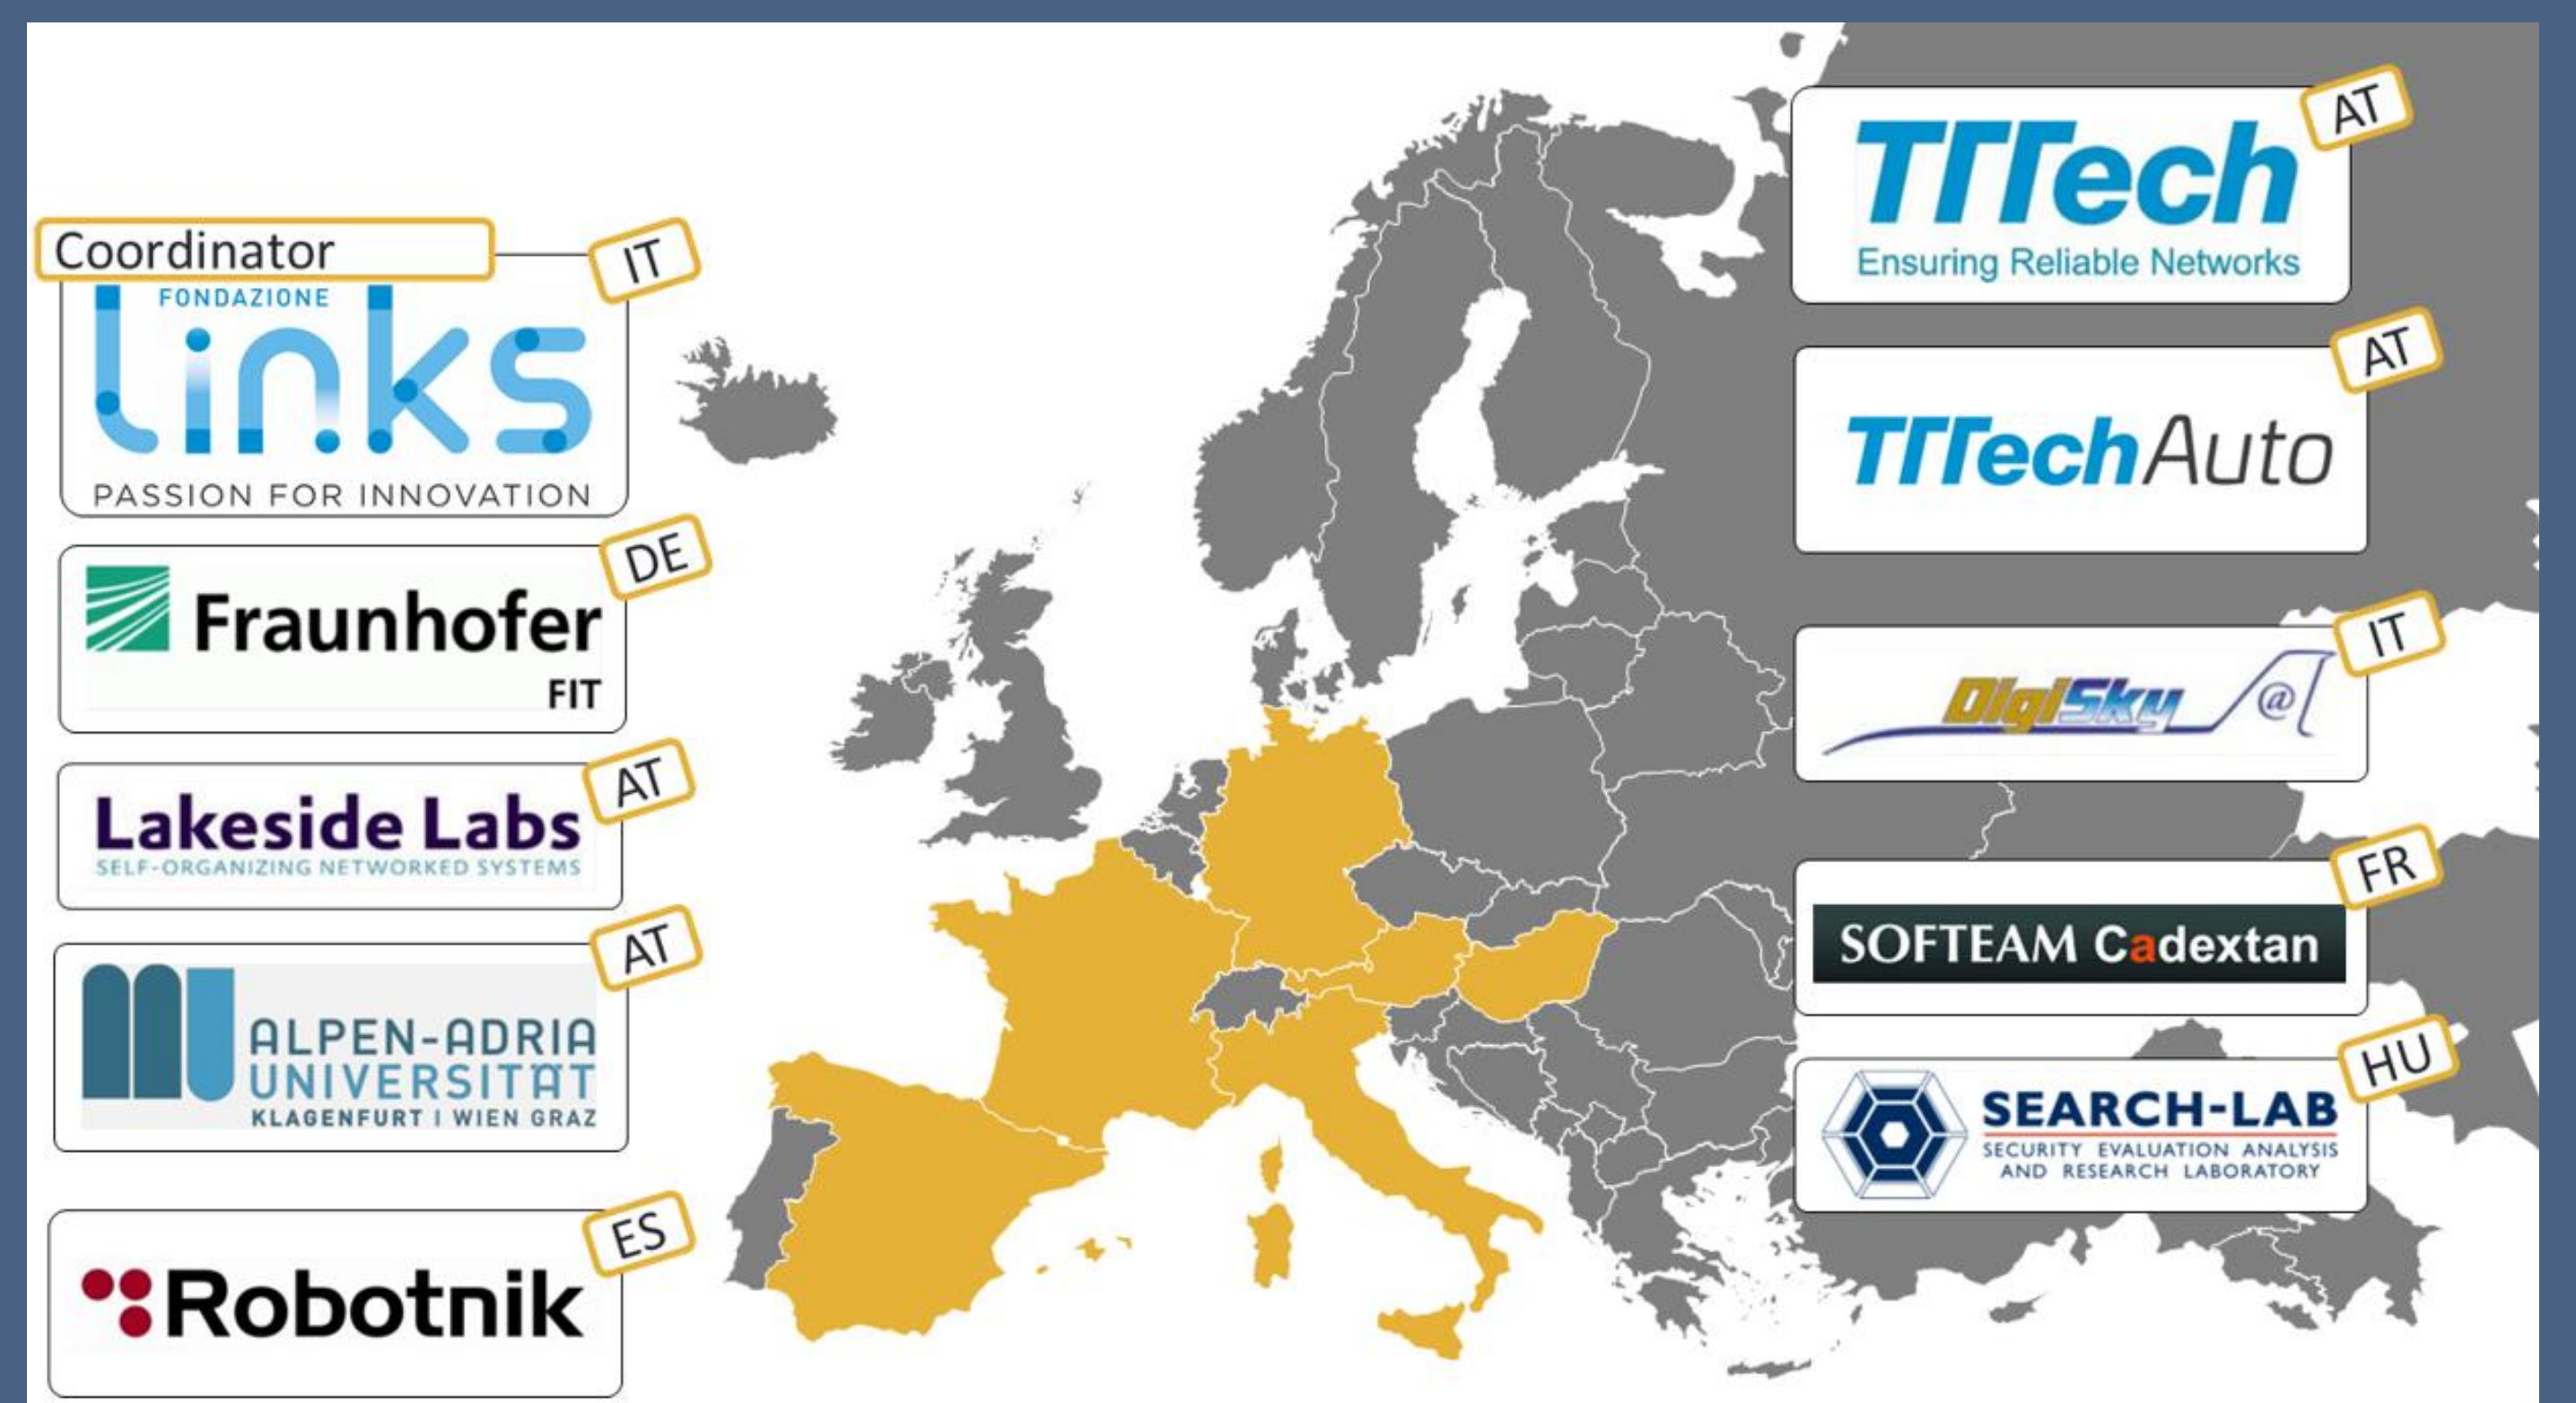 Coordinator
IT
FONDAZIONE
Links
PASSION FOR INNOVATION
DE
Fraunhofer
FIT
AT
Lakeside Labs
SELF-ORGANIZING NETWORKED SYSTEMS
AT
ALPEN-ADRIA
UNIVERSITÄT
KLAGENFURT I WIEN GRAZ
ES
Robotnik
AT
TTTech
Ensuring Reliable Networks
AT
TTTechAuto
IT
DigiSky @
FR
SOFTEAM Cadextan
HU
SEARCH-LAB
SECURITY EVALUATION ANALYSIS
AND RESEARCH LABORATORY